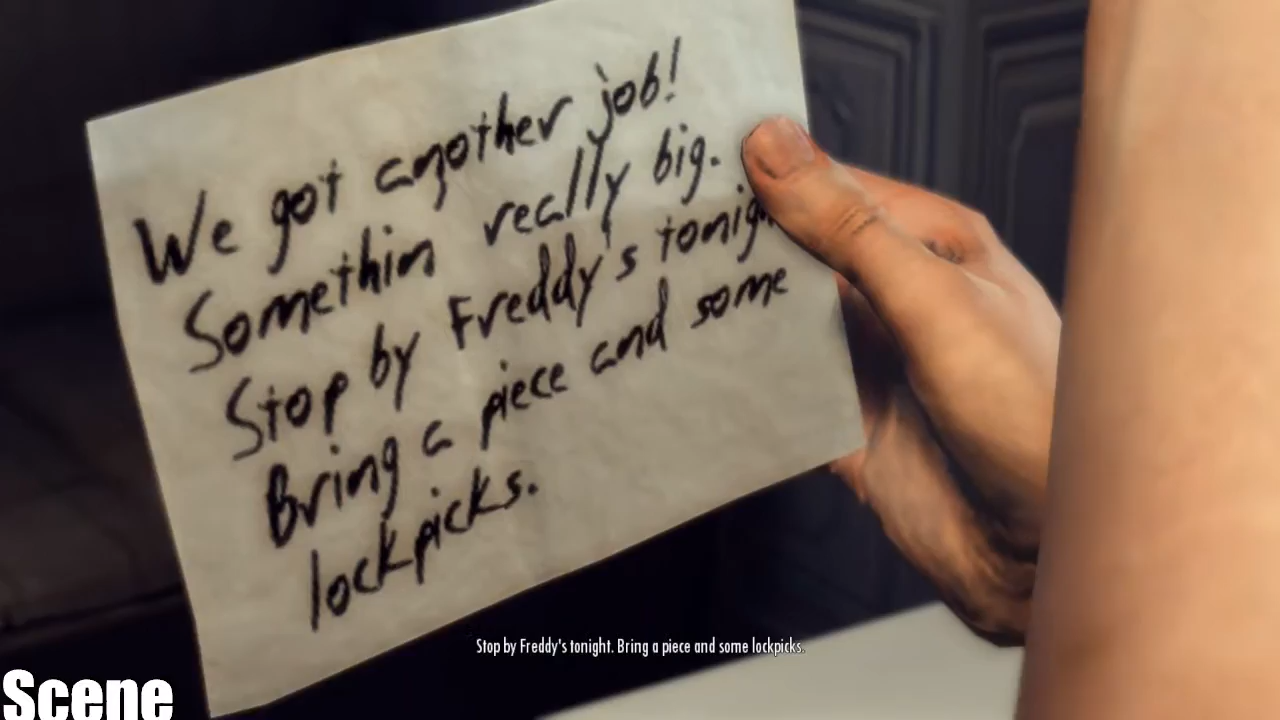 We got another job!
Somethin really big.
Stop by Freddy's tonig
Bring a piece and some
lockpicks.
Stop by Freddy's tonight. Bring a piece and some lockpicks.
Scene